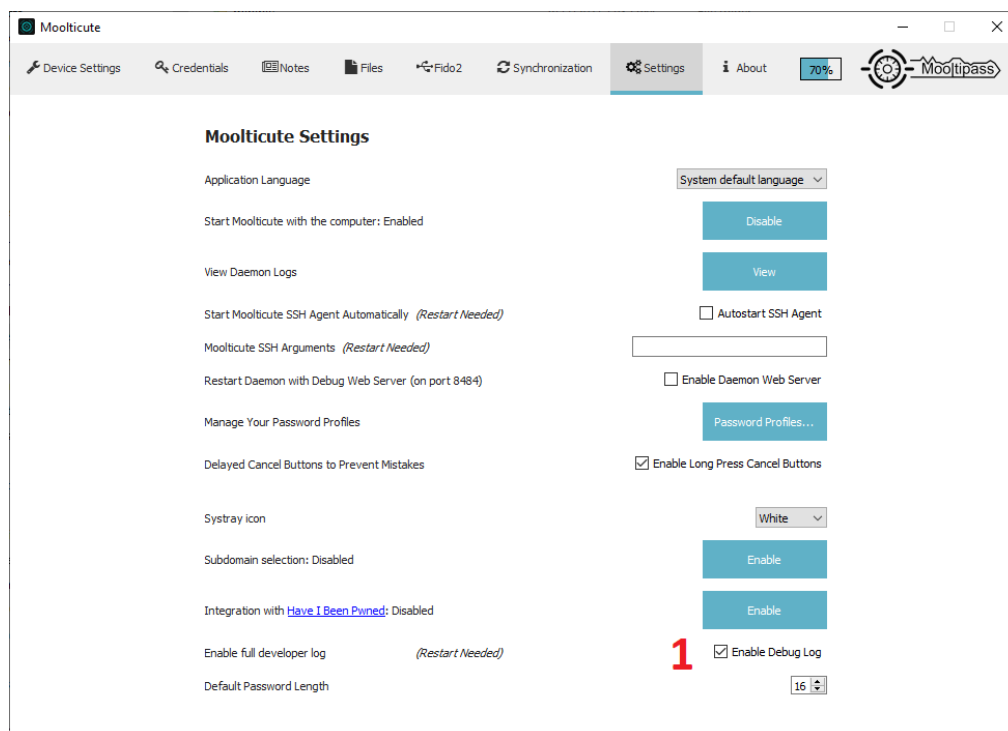 Moolticute
Device Settings Credentials Notes Files Fido2 Synchronization Settings About 70% Mooltipass
Moolticute Settings
Application Language System default language
Start Moolticute with the computer: Enabled Disable
View Daemon Logs View
Start Moolticute SSH Agent Automatically (Restart Needed) Autostart SSH Agent
Moolticute SSH Arguments (Restart Needed)
Restart Daemon with Debug Web Server (on port 8484) Enable Daemon Web Server
Manage Your Password Profiles Password Profiles...
Delayed Cancel Buttons to Prevent Mistakes Enable Long Press Cancel Buttons
Systray icon White
Subdomain selection: Disabled Enable
Integration with Have I Been Pwned: Disabled Enable
Enable full developer log (Restart Needed) 1 Enable Debug Log
Default Password Length 16